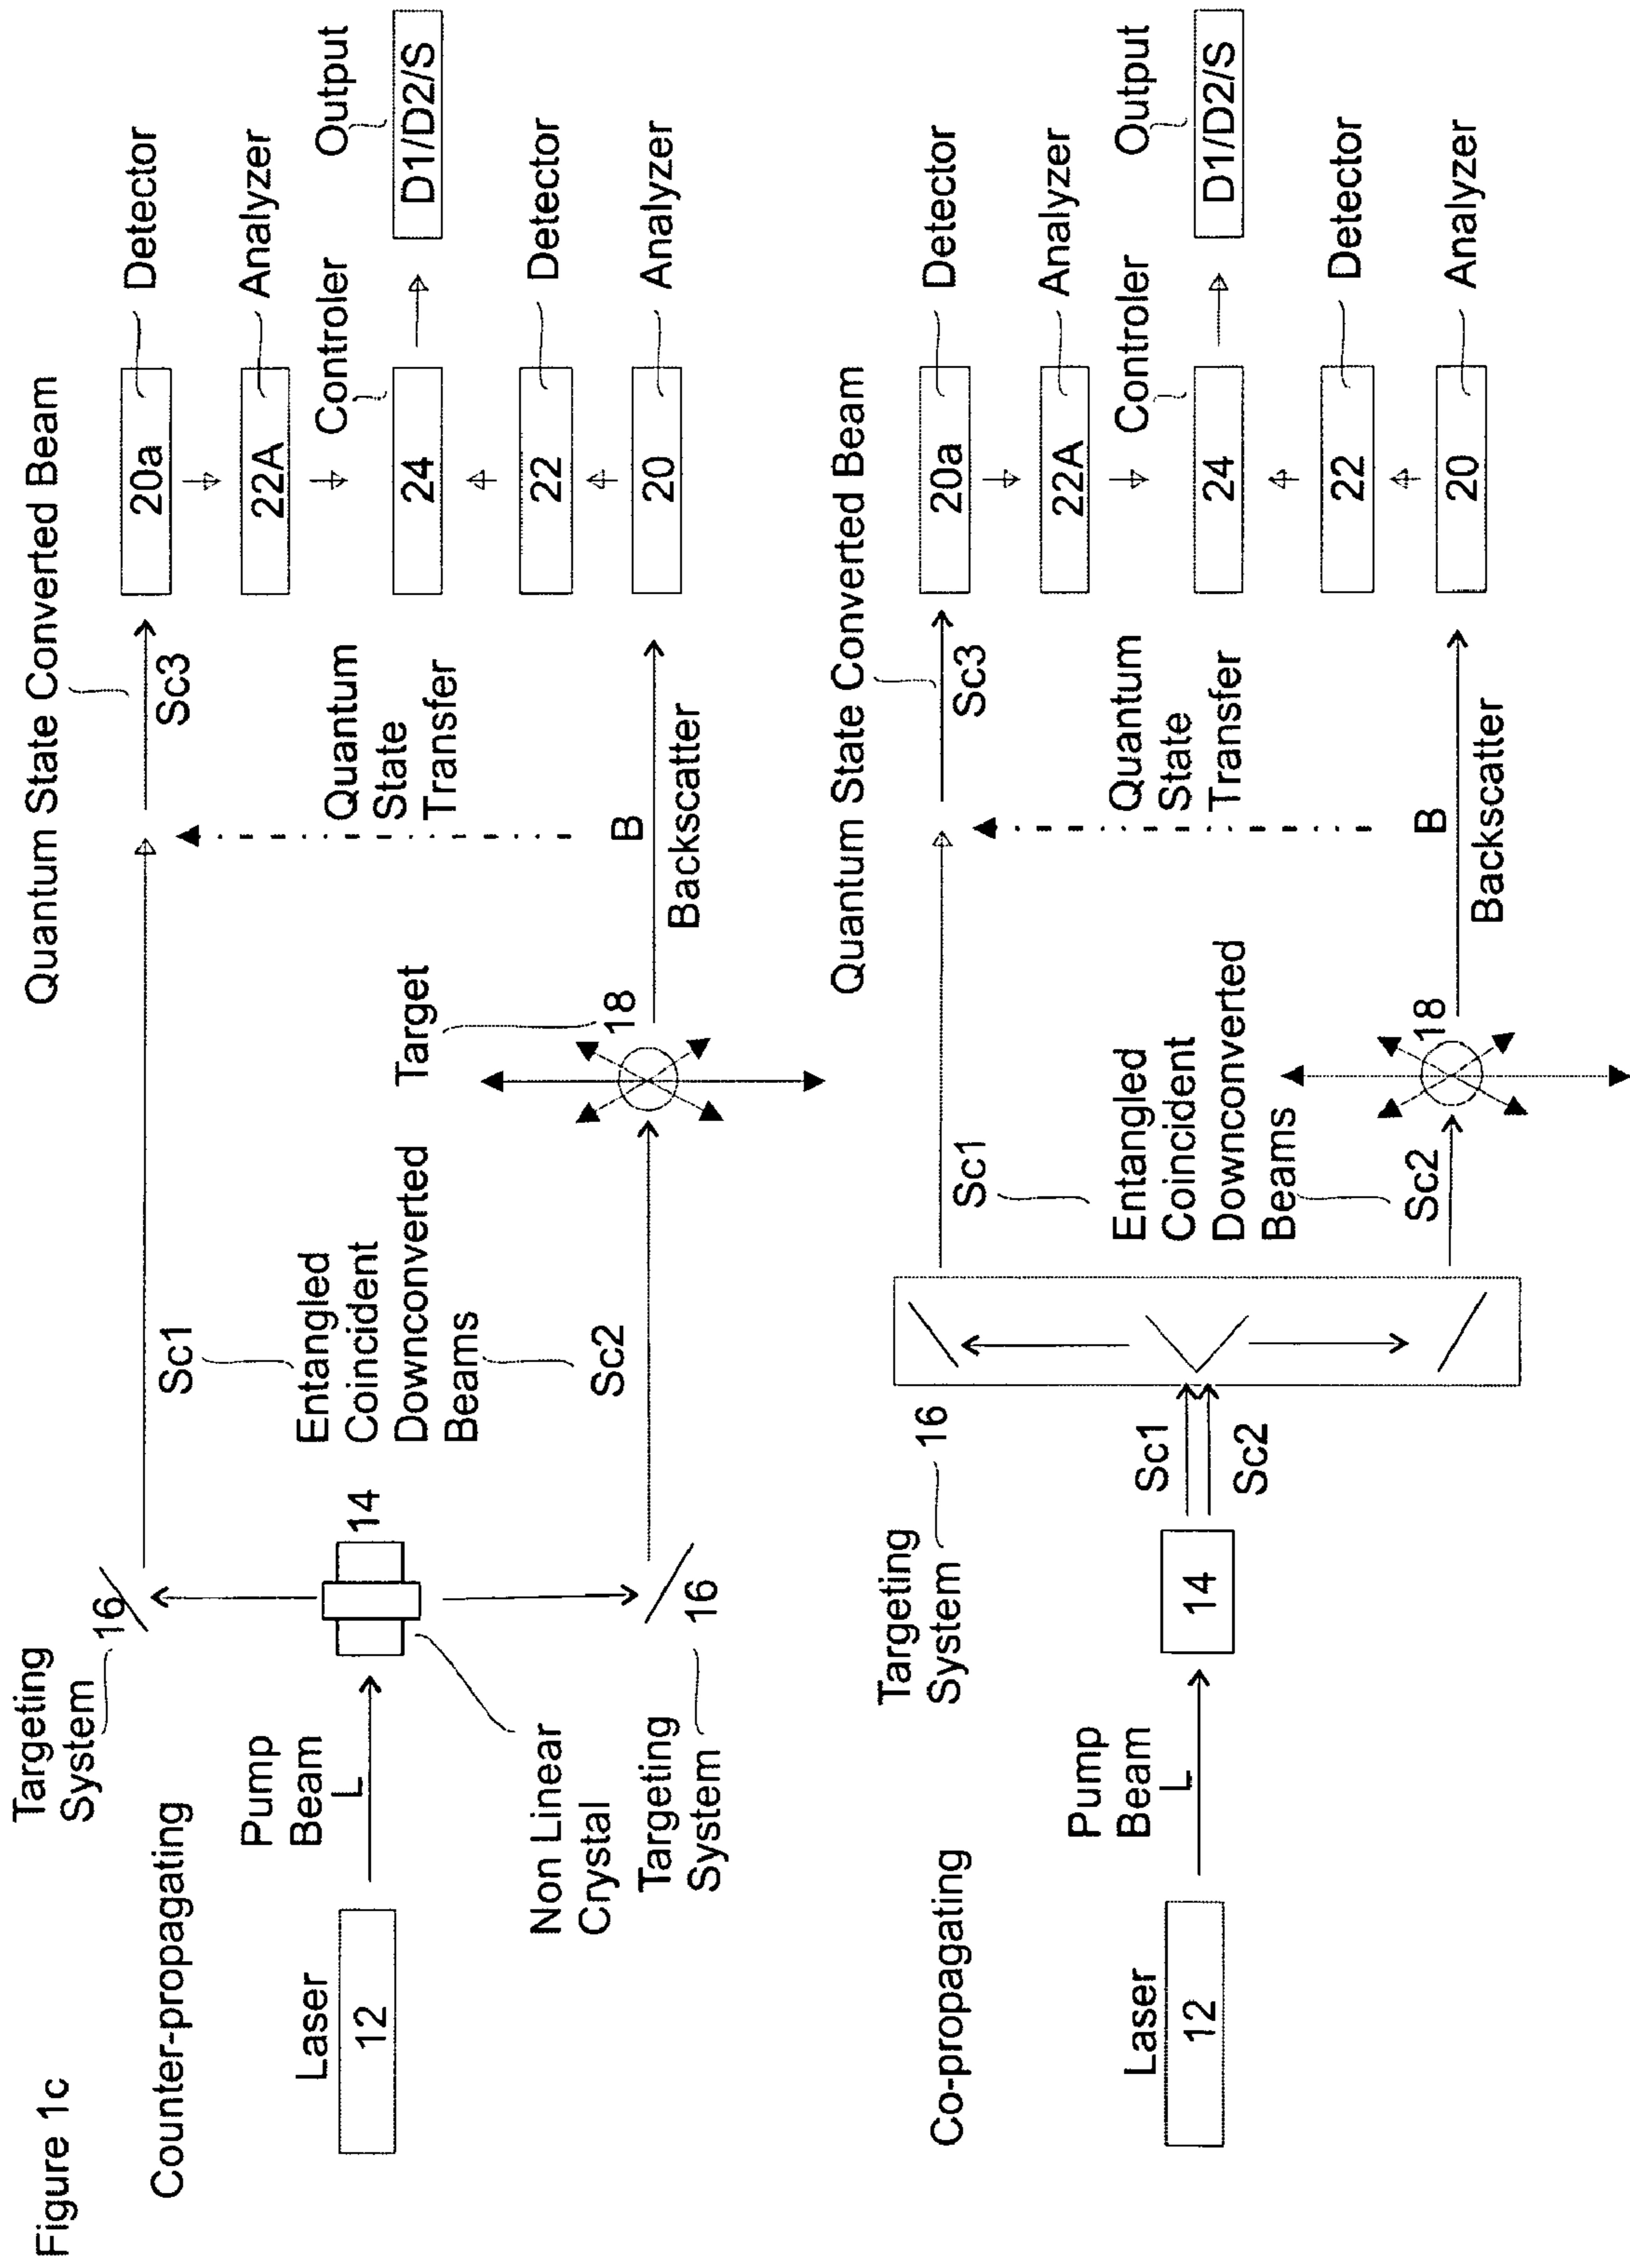 Figure 1c
Counter-propagating
Targeting
System
16
Laser
12
Pump
Beam
L
14
Non Linear
Crystal
Targeting
System
16
Sc1
Entangled
Coincident
Downconverted
Beams
Sc2
Target
18
Quantum State Converted Beam
Sc3
Quantum
State
Transfer
B
Backscatter
20a
Detector
22A
Analyzer
Controler
24
Output
D1/D2/S
22
Detector
20
Analyzer
Co-propagating
Laser
12
Pump
Beam
L
14
Targeting
System
16
Sc1
Sc2
Sc1
Entangled
Coincident
Downconverted
Beams
Sc2
18
Quantum State Converted Beam
Sc3
Quantum
State
Transfer
B
Backscatter
20a
Detector
22A
Analyzer
Controler
24
Output
D1/D2/S
22
Detector
20
Analyzer